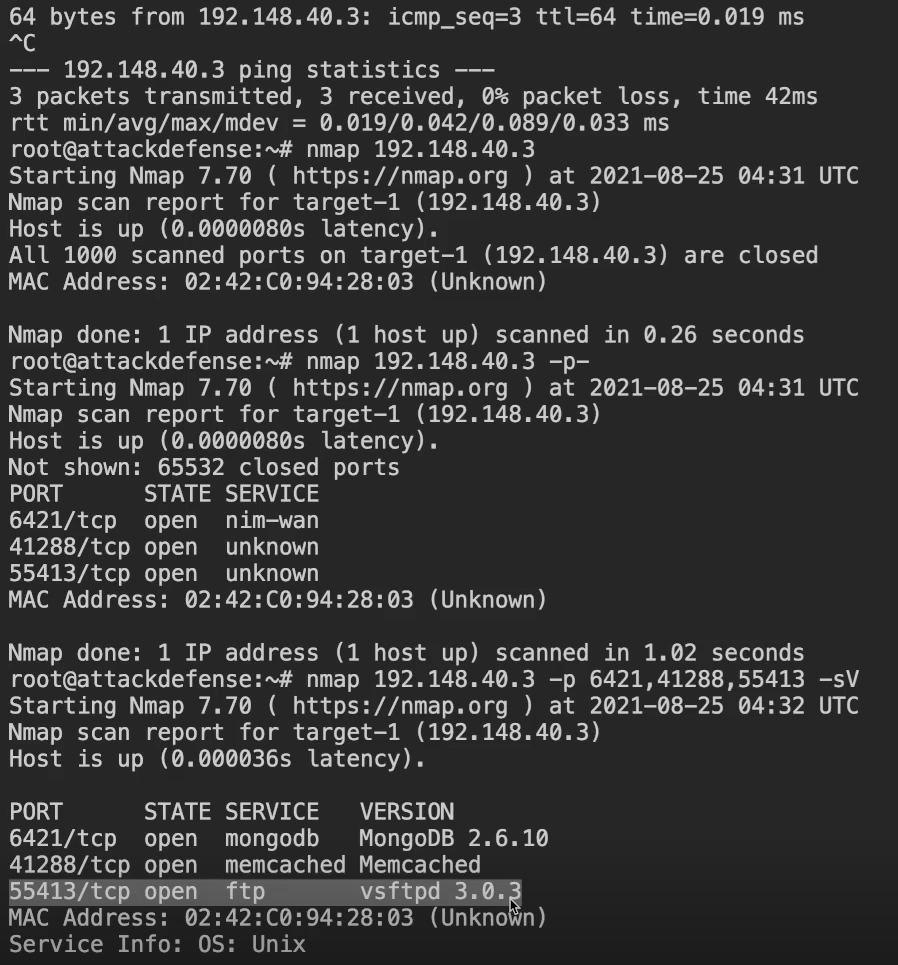 64 bytes from 192.148.40.3: icmp_seq=3 ttl=64 time=0.019 ms
^C
--- 192.148.40.3 ping statistics ---
3 packets transmitted, 3 received, 0% packet loss, time 42ms
rtt min/avg/max/mdev = 0.019/0.042/0.089/0.033 ms
root@attackdefense:~# nmap 192.148.40.3
Starting Nmap 7.70 ( https://nmap.org ) at 2021-08-25 04:31 UTC
Nmap scan report for target-1 (192.148.40.3)
Host is up (0.0000080s latency).
All 1000 scanned ports on target-1 (192.148.40.3) are closed
MAC Address: 02:42:C0:94:28:03 (Unknown)

Nmap done: 1 IP address (1 host up) scanned in 0.26 seconds
root@attackdefense:~# nmap 192.148.40.3 -p-
Starting Nmap 7.70 ( https://nmap.org ) at 2021-08-25 04:31 UTC
Nmap scan report for target-1 (192.148.40.3)
Host is up (0.0000080s latency).
Not shown: 65532 closed ports
PORT      STATE SERVICE
6421/tcp  open  nim-wan
41288/tcp open  unknown
55413/tcp open  unknown
MAC Address: 02:42:C0:94:28:03 (Unknown)

Nmap done: 1 IP address (1 host up) scanned in 1.02 seconds
root@attackdefense:~# nmap 192.148.40.3 -p 6421,41288,55413 -sV
Starting Nmap 7.70 ( https://nmap.org ) at 2021-08-25 04:32 UTC
Nmap scan report for target-1 (192.148.40.3)
Host is up (0.000036s latency).

PORT      STATE SERVICE   VERSION
6421/tcp  open  mongodb   MongoDB 2.6.10
41288/tcp open  memcached Memcached
55413/tcp open  ftp       vsftpd 3.0.3
MAC Address: 02:42:C0:94:28:03 (Unknown)
Service Info: OS: Unix